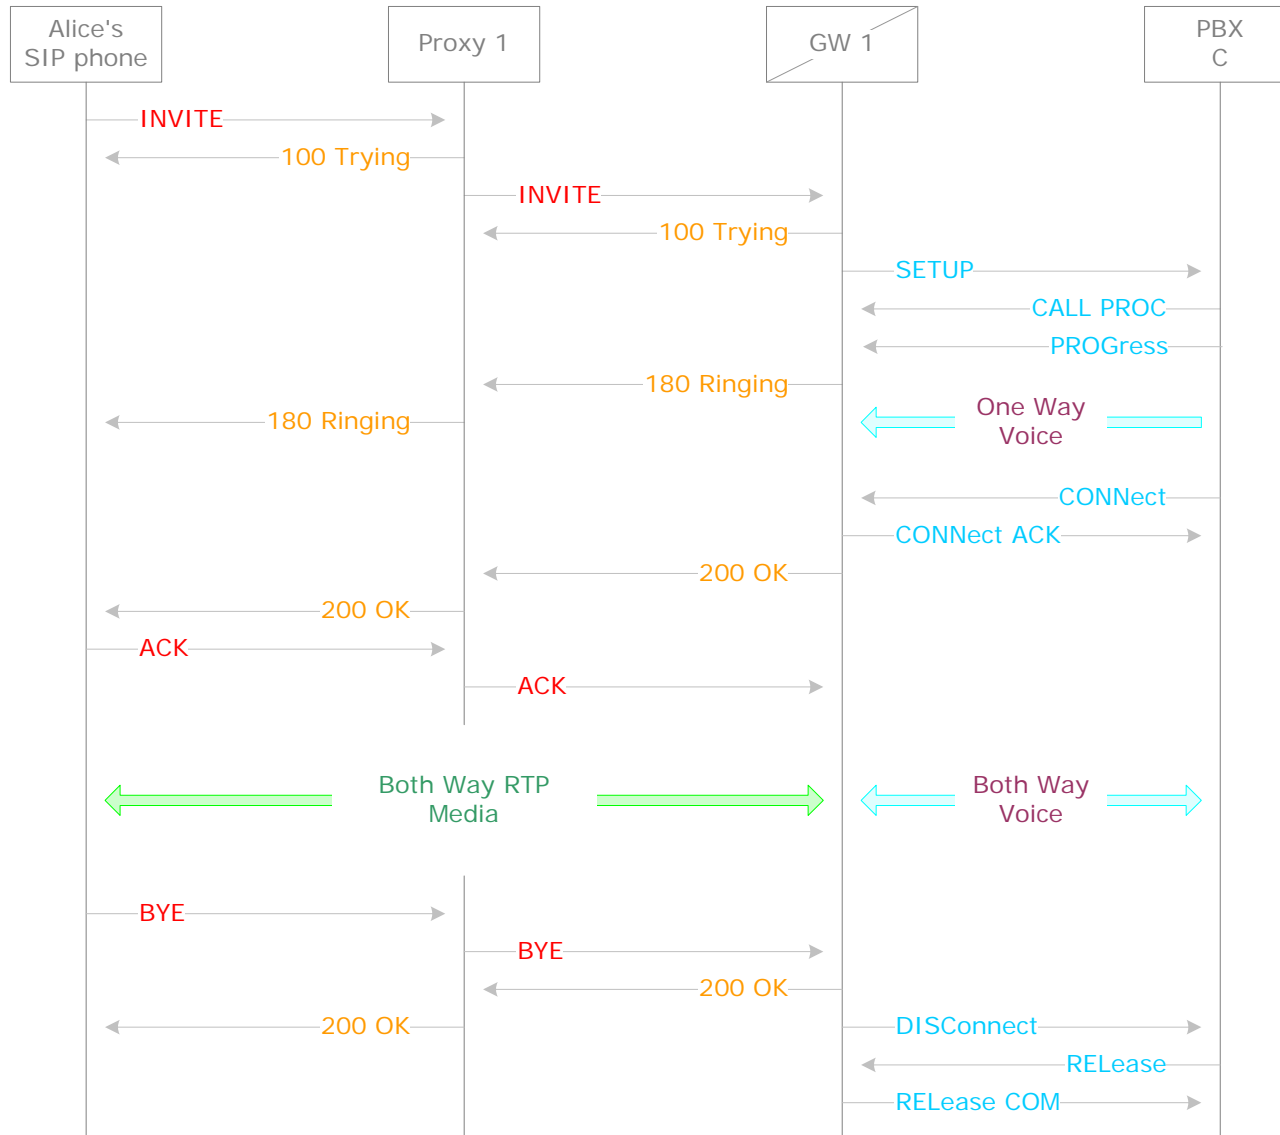 Alice's
SIP phone
Proxy 1
GW 1
PBX
C
INVITE
100 Trying
INVITE
100 Trying
SETUP
CALL PROC
PROGress
180 Ringing
180 Ringing
One Way
Voice
CONNect
CONNect ACK
200 OK
200 OK
ACK
ACK
Both Way RTP
Media
Both Way
Voice
BYE
BYE
200 OK
200 OK
DISConnect
RELease
RELease COM